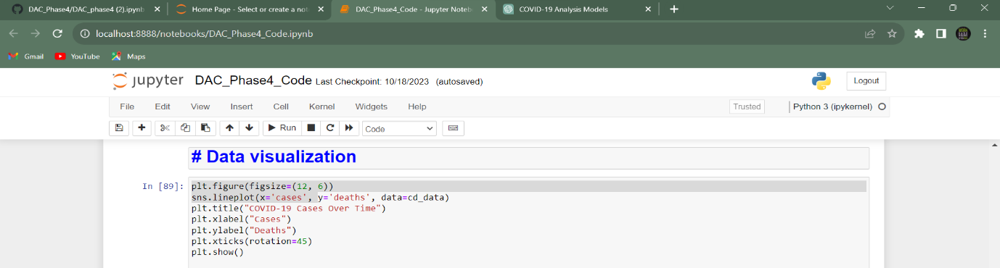 DAC_Phase4/DAC_phase4 (2).ipynb
Home Page - Select or create a not
DAC_Phase4_Code - Jupyter Noteb
COVID-19 Analysis Models
localhost:8888/notebooks/DAC_Phase4_Code.ipynb
Gmail
YouTube
Maps
jupyter
DAC_Phase4_Code Last Checkpoint: 10/18/2023 (autosaved)
Logout
File Edit View Insert Cell Kernel Widgets Help
Trusted
Python 3 (ipykernel)
Run
Code
# Data visualization
In [89]:
plt.figure(figsize=(12, 6))
sns.lineplot(x='cases', y='deaths', data=cd_data)
plt.title("COVID-19 Cases Over Time")
plt.xlabel("Cases")
plt.ylabel("Deaths")
plt.xticks(rotation=45)
plt.show()